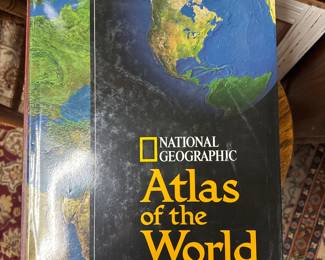 NATIONAL
GEOGRAPHIC
Atlas
of the
World